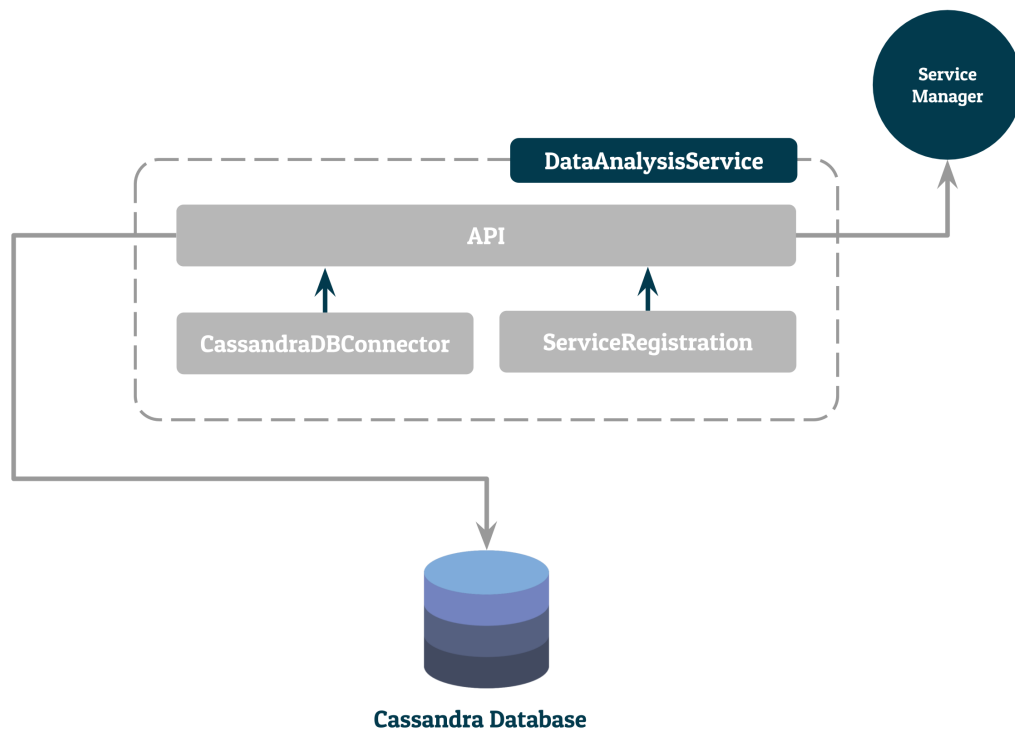 Service
Manager
DataAnalysisService
API
CassandraDBConnector
ServiceRegistration
Cassandra Database